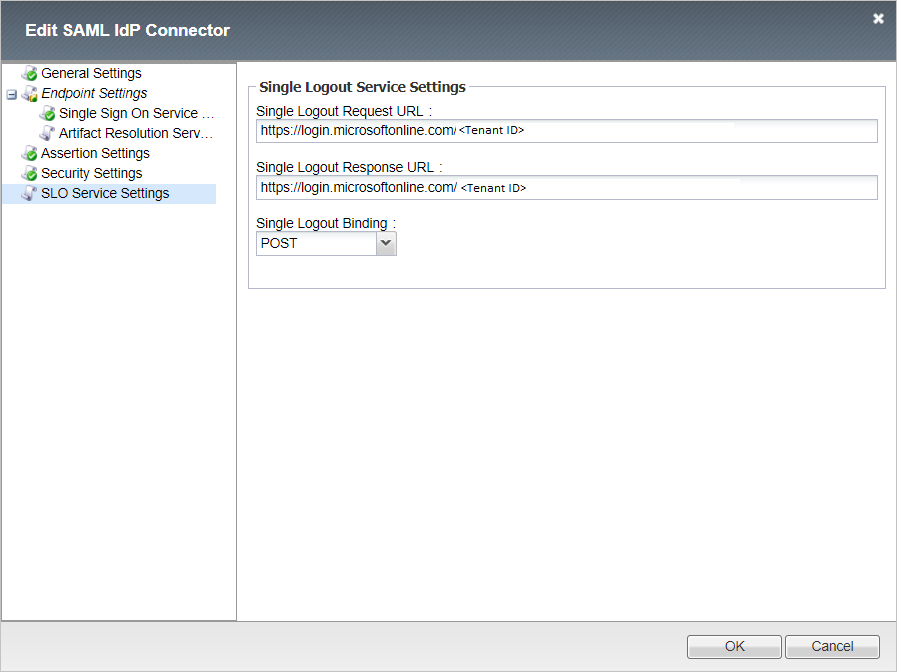 Edit SAML IdP Connector
General Settings
Endpoint Settings
Single Sign On Service ...
Artifact Resolution Serv...
Assertion Settings
Security Settings
SLO Service Settings
Single Logout Service Settings
Single Logout Request URL :
https://login.microsoftonline.com/ <Tenant ID>
Single Logout Response URL :
https://login.microsoftonline.com/ <Tenant ID>
Single Logout Binding :
POST
OK
Cancel